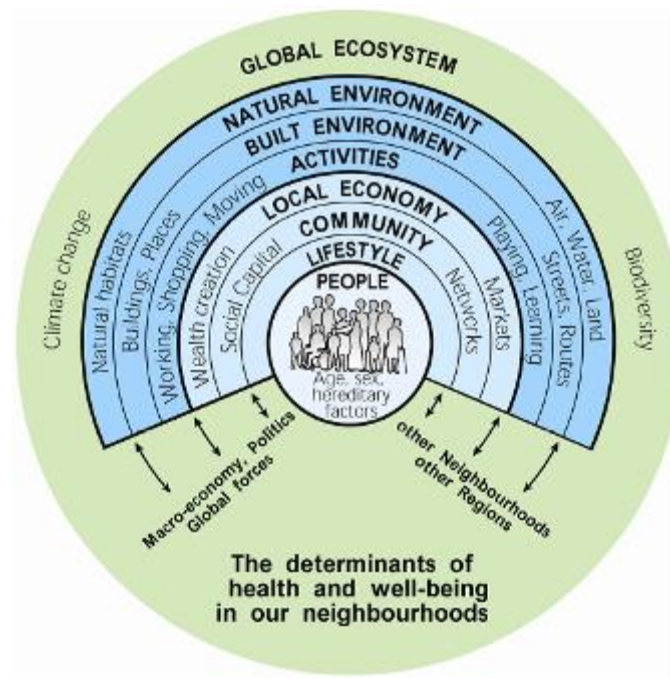 GLOBAL ECOSYSTEM
NATURAL ENVIRONMENT
BUILT ENVIRONMENT
ACTIVITIES
LOCAL ECONOMY
COMMUNITY
LIFESTYLE
PEOPLE
Age, sex,
hereditary
factors
Climate change
Natural habitats
Buildings, Places
Working, Shopping, Moving
Wealth creation
Social Capital
Networks
Markets
Playing, Learning
Streets, Routes
Air, Water, Land
Biodiversity
Macro-economy, Politics
Global forces
other Neighbourhoods
other Regions
The determinants of
health and well-being
in our neighbourhoods